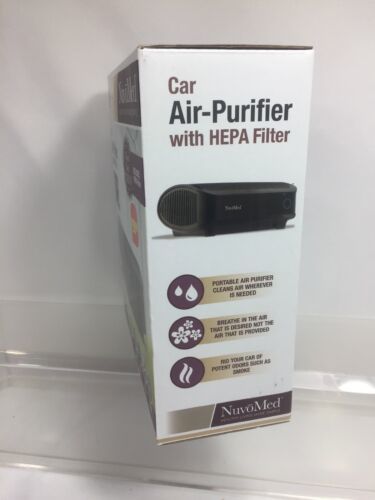 Car
Air-Purifier
with HEPA Filter
NuvoMed
PORTABLE AIR PURIFIER
CLEANS AIR WHEREVER
IS NEEDED
BREATHE IN THE AIR
THAT IS DESIRED NOT THE
AIR THAT IS PROVIDED
RID YOUR CAR OF
POTENT ODORS SUCH AS
SMOKE
NuvoMed
NuvōMed